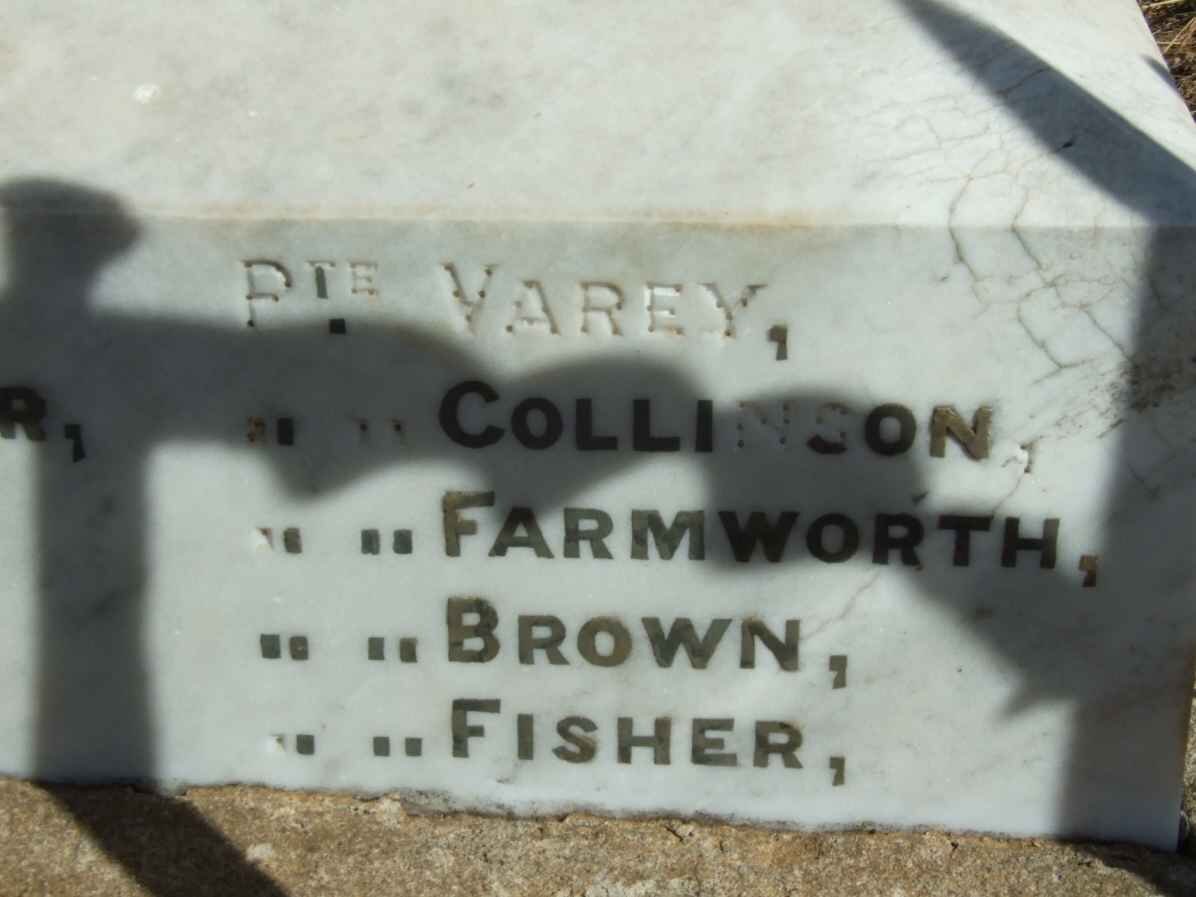 PTE VAREY,
R, " " COLLINSON,
" " FARMWORTH,
" " BROWN,
" " FISHER,